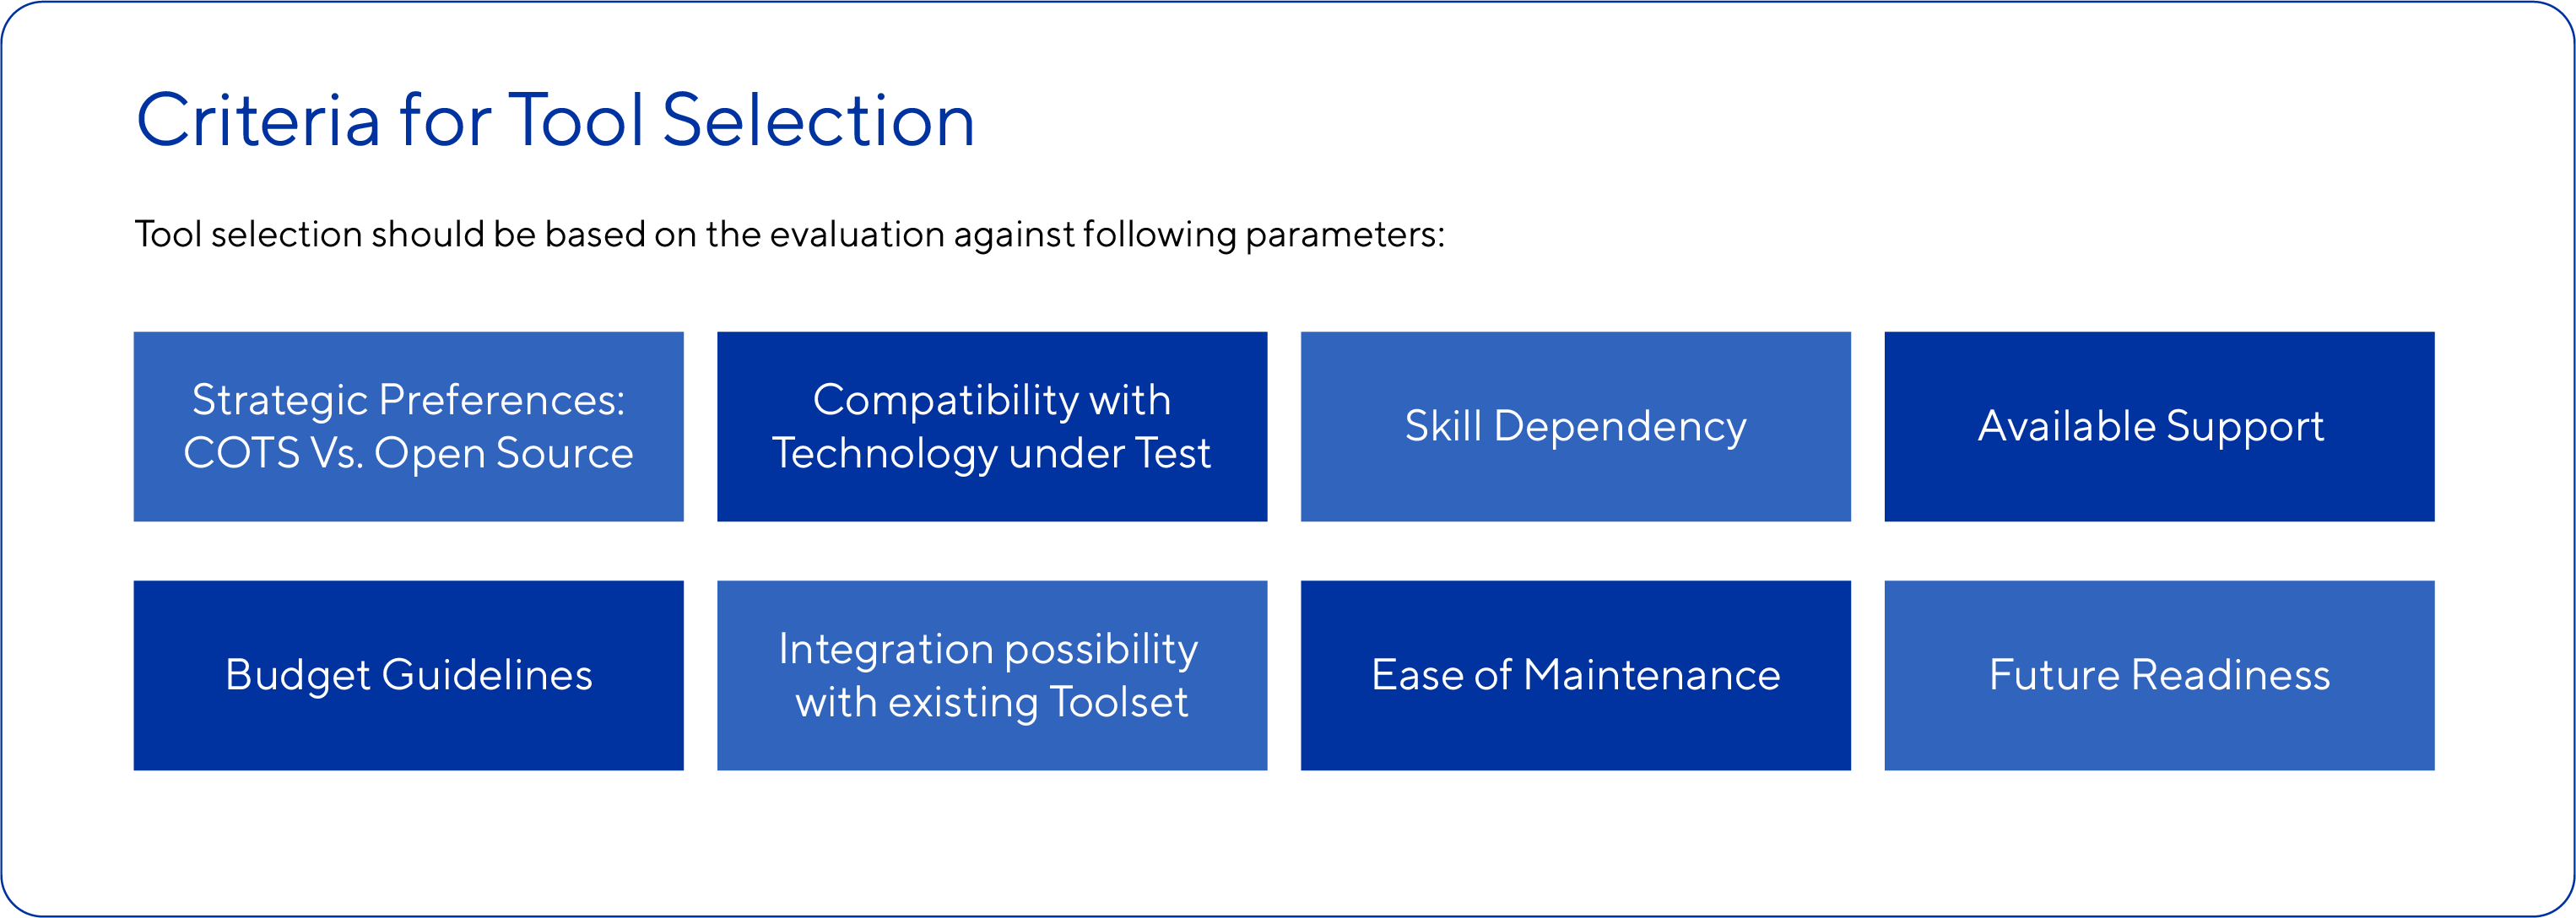 Criteria for Tool Selection
Tool selection should be based on the evaluation against following parameters:
Strategic Preferences:
COTS Vs. Open Source
Compatibility with
Technology under Test
Skill Dependency
Available Support
Budget Guidelines
Integration possibility
with existing Toolset
Ease of Maintenance
Future Readiness